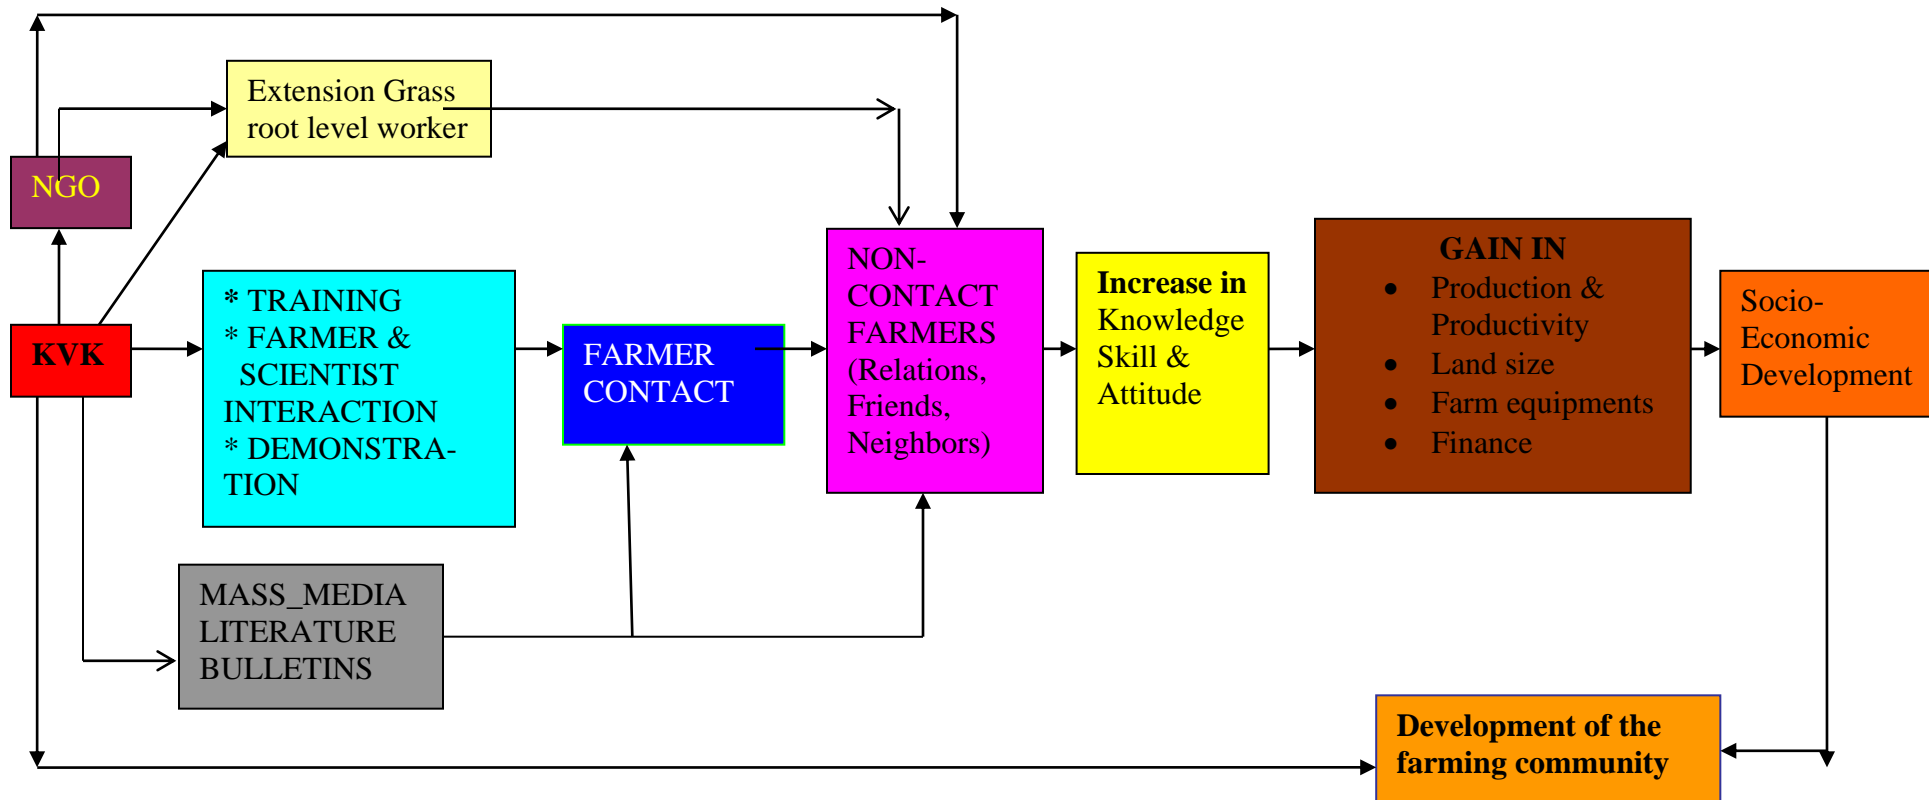 Extension Grass
root level worker
NGO
KVK
* TRAINING
* FARMER &
SCIENTIST
INTERACTION
* DEMONSTRA-
TION
MASS_MEDIA
LITERATURE
BULLETINS
FARMER
CONTACT
NON-
CONTACT
FARMERS
(Relations,
Friends,
Neighbors)
Increase in
Knowledge
Skill &
Attitude
GAIN IN
• Production &
Productivity
• Land size
• Farm equipments
• Finance
Socio-
Economic
Development
Development of the
farming community